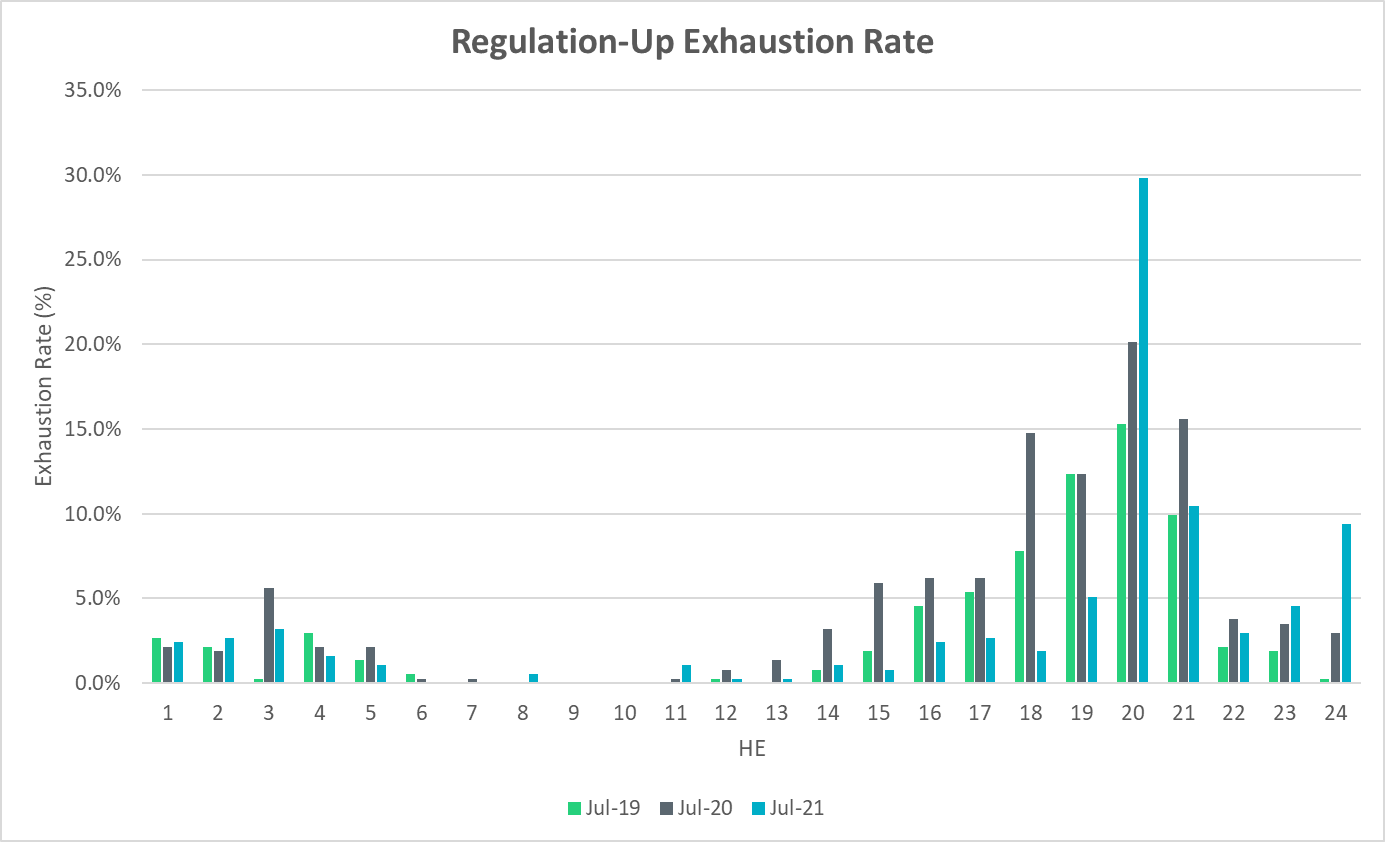 Regulation-Up Exhaustion Rate
35.0%
30.0%
25.0%
20.0%
15.0%
10.0%
5.0%
0.0%
Exhaustion Rate (%)
1 2 3 4 5 6 7 8 9 10 11 12 13 14 15 16 17 18 19 20 21 22 23 24
HE
Jul-19 Jul-20 Jul-21